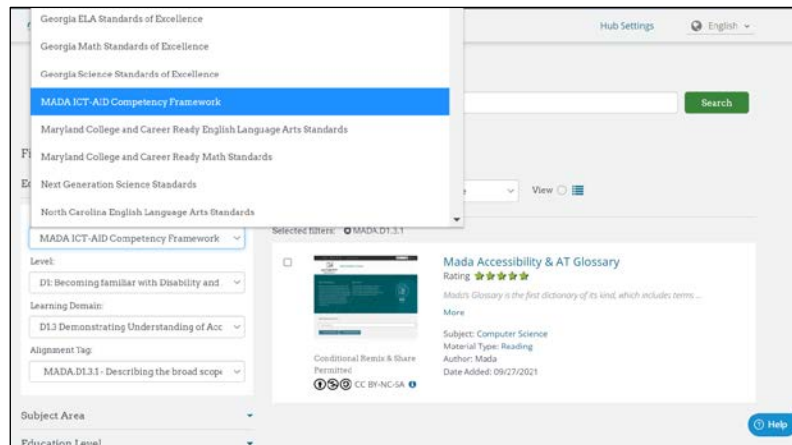 Georgia ELA Standards of Excellence
Hub Settings
English
Georgia Math Standards of Excellence
Georgia Science Standards of Excellence
MADA ICT-AID Competency Framework
Search
Maryland College and Career Ready English Language Arts Standards
Maryland College and Career Ready Math Standards
Next Generation Science Standards
View
North Carolina English Language Arts Standards
MADA ICT-AID Competency Framework
Selected filters: MADA.D1.3.1
Level:
D1: Becoming familiar with Disability and
Learning Domain:
D1.3 Demonstrating Understanding of Acc
Alignment Tag:
MADA.D1.3.1 - Describing the broad scope
Mada Accessibility & AT Glossary
Rating
Mada's Glossary is the first dictionary of its kind, which includes terms ...
More
Subject: Computer Science
Material Type: Reading
Author: Mada
Date Added: 09/27/2021
Conditional Remix & Share
Permitted
CC BY-NC-SA
Subject Area
Education Level
Help